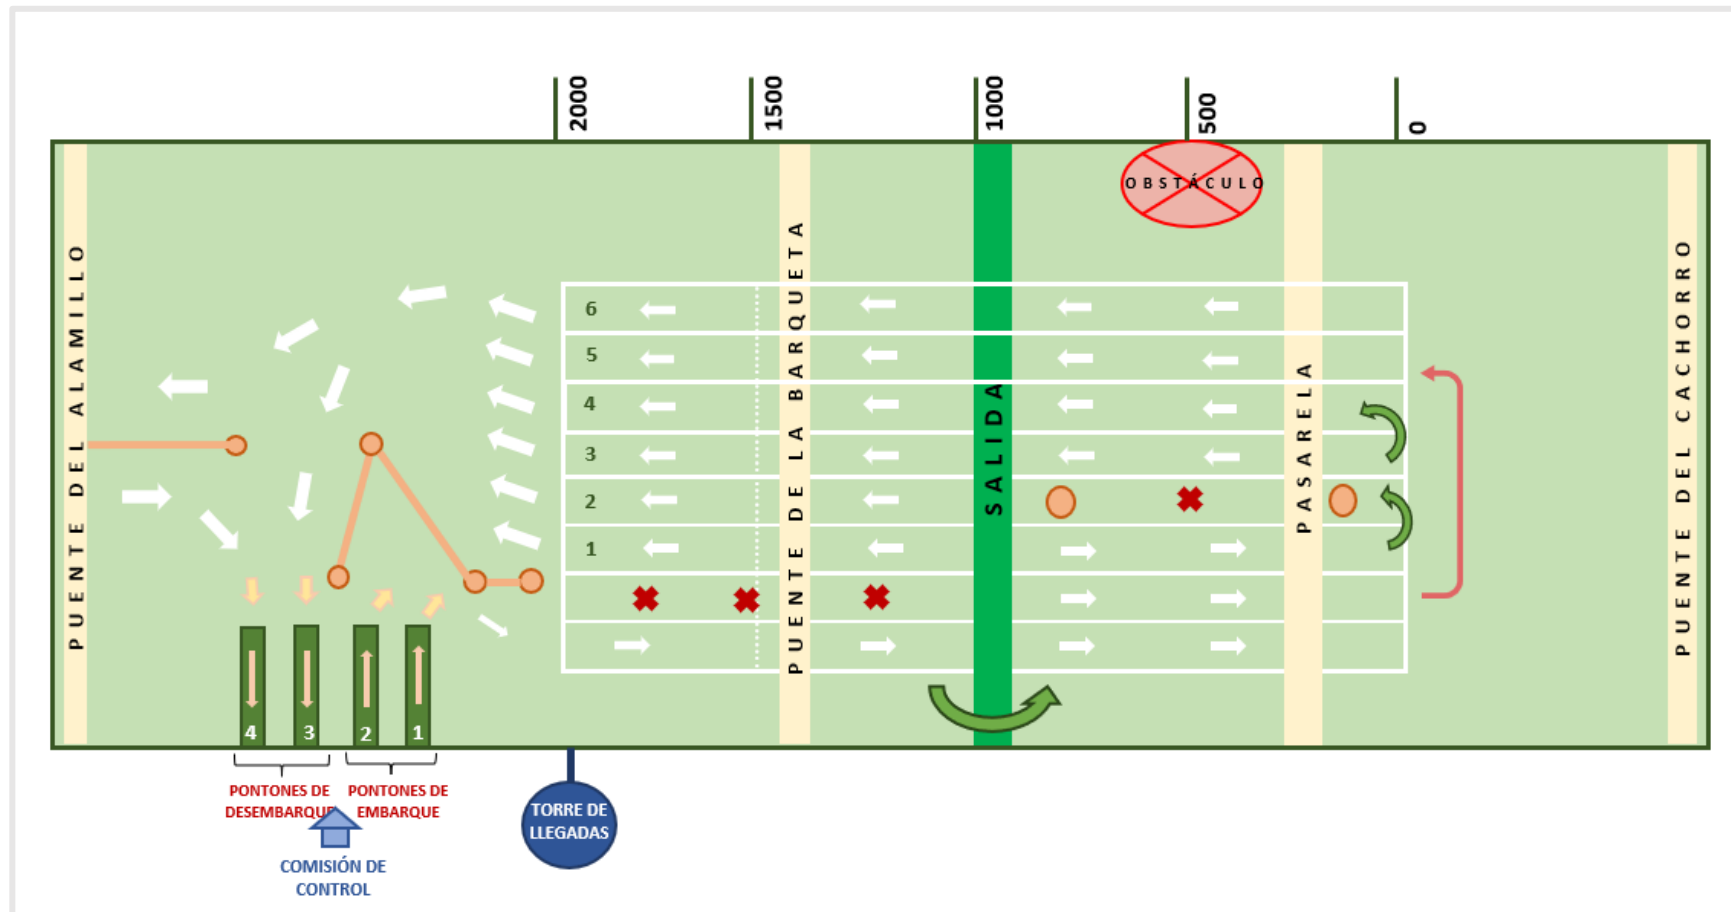 2000
1500
1000
500
0
OBSTÁCULO
PUENTE DEL ALAMILLO
PUENTE DE LA BARQUETA
SALIDA
PASARELA
PUENTE DEL CACHORRO
6
5
4
3
2
1
4
3
2
1
PONTONES DE
DESEMBARQUE
PONTONES DE
EMBARQUE
TORRE DE
LLEGADAS
COMISIÓN DE
CONTROL